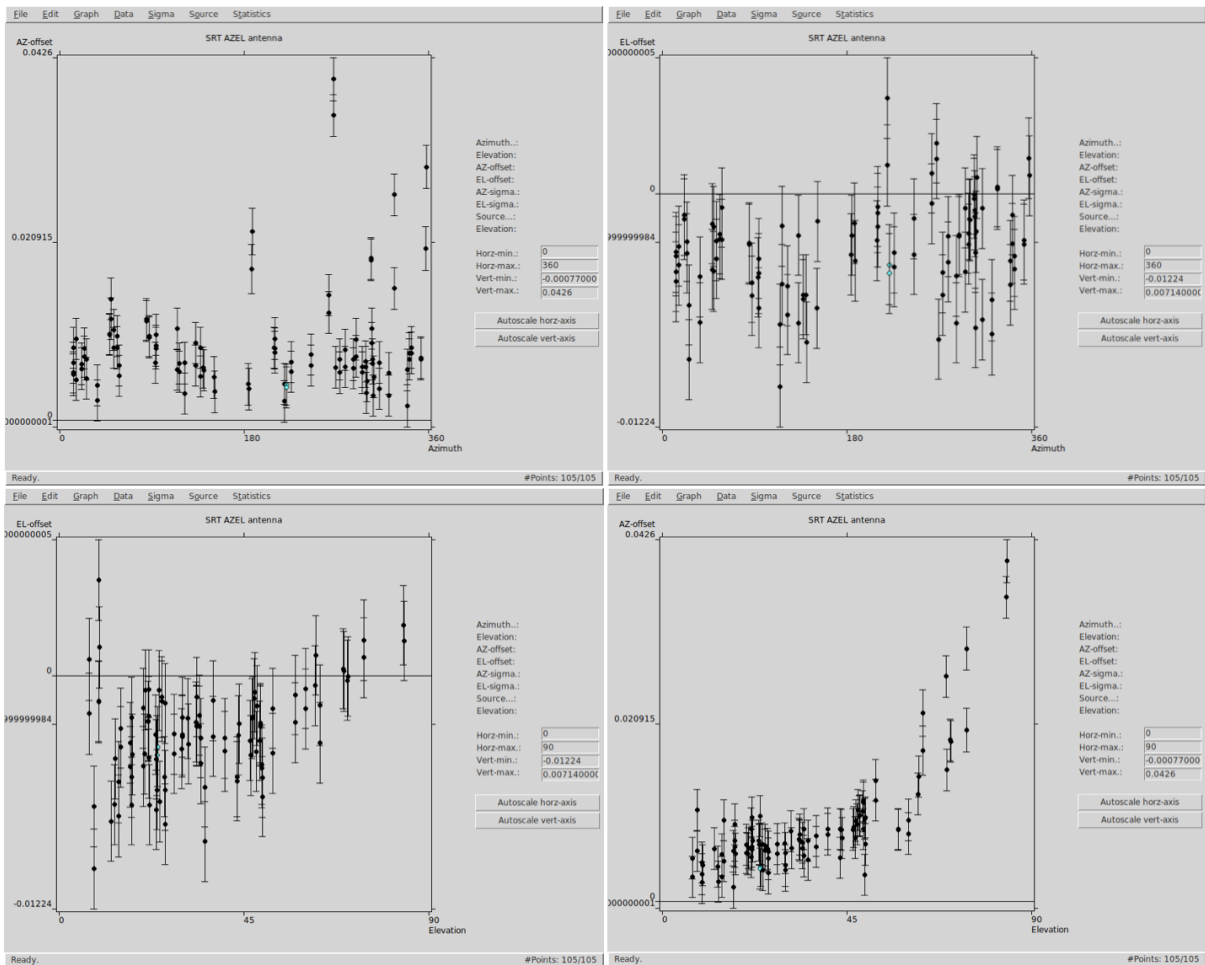 File Edit Graph Data Sigma Source Statistics
SRT AZEL antenna
AZ-offset
0.0426
0.020915
0
000000001
0 180 360
Azimuth
Azimuth..:
Elevation:
AZ-offset:
EL-offset:
AZ-sigma.:
EL-sigma.:
Source...:
Elevation:
Horz-min.: 0
Horz-max.: 360
Vert-min.: -0.00077000
Vert-max.: 0.0426
Autoscale horz-axis
Autoscale vert-axis
Ready. #Points: 105/105
File Edit Graph Data Sigma Source Statistics
SRT AZEL antenna
EL-offset
000000005
0
999999984
-0.01224
0 180 360
Azimuth
Azimuth..:
Elevation:
AZ-offset:
EL-offset:
AZ-sigma.:
EL-sigma.:
Source...:
Elevation:
Horz-min.: 0
Horz-max.: 360
Vert-min.: -0.01224
Vert-max.: 0.007140000
Autoscale horz-axis
Autoscale vert-axis
Ready. #Points: 105/105
File Edit Graph Data Sigma Source Statistics
SRT AZEL antenna
EL-offset
000000005
0
999999984
-0.01224
0 45 90
Elevation
Azimuth..:
Elevation:
AZ-offset:
EL-offset:
AZ-sigma.:
EL-sigma.:
Source...:
Elevation:
Horz-min.: 0
Horz-max.: 90
Vert-min.: -0.01224
Vert-max.: 0.007140000
Autoscale horz-axis
Autoscale vert-axis
Ready. #Points: 105/105
File Edit Graph Data Sigma Source Statistics
SRT AZEL antenna
AZ-offset
0.0426
0.020915
0
000000001
0 45 90
Elevation
Azimuth..:
Elevation:
AZ-offset:
EL-offset:
AZ-sigma.:
EL-sigma.:
Source...:
Elevation:
Horz-min.: 0
Horz-max.: 90
Vert-min.: -0.00077000
Vert-max.: 0.0426
Autoscale horz-axis
Autoscale vert-axis
Ready. #Points: 105/105